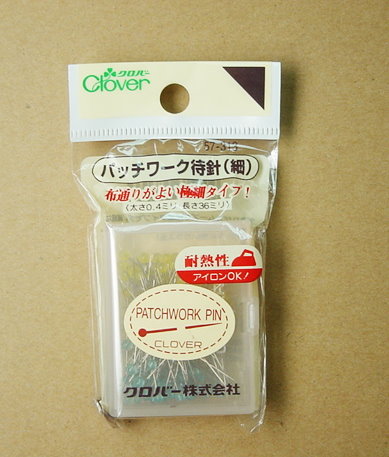 クロバー
Clover
57-313
パッチワーク待針(細)
布通りがよい極細タイプ!
(太さ0.4ミリ 長さ36ミリ)
耐熱性
アイロンOK!
PATCHWORK PIN
CLOVER
クロバー株式会社